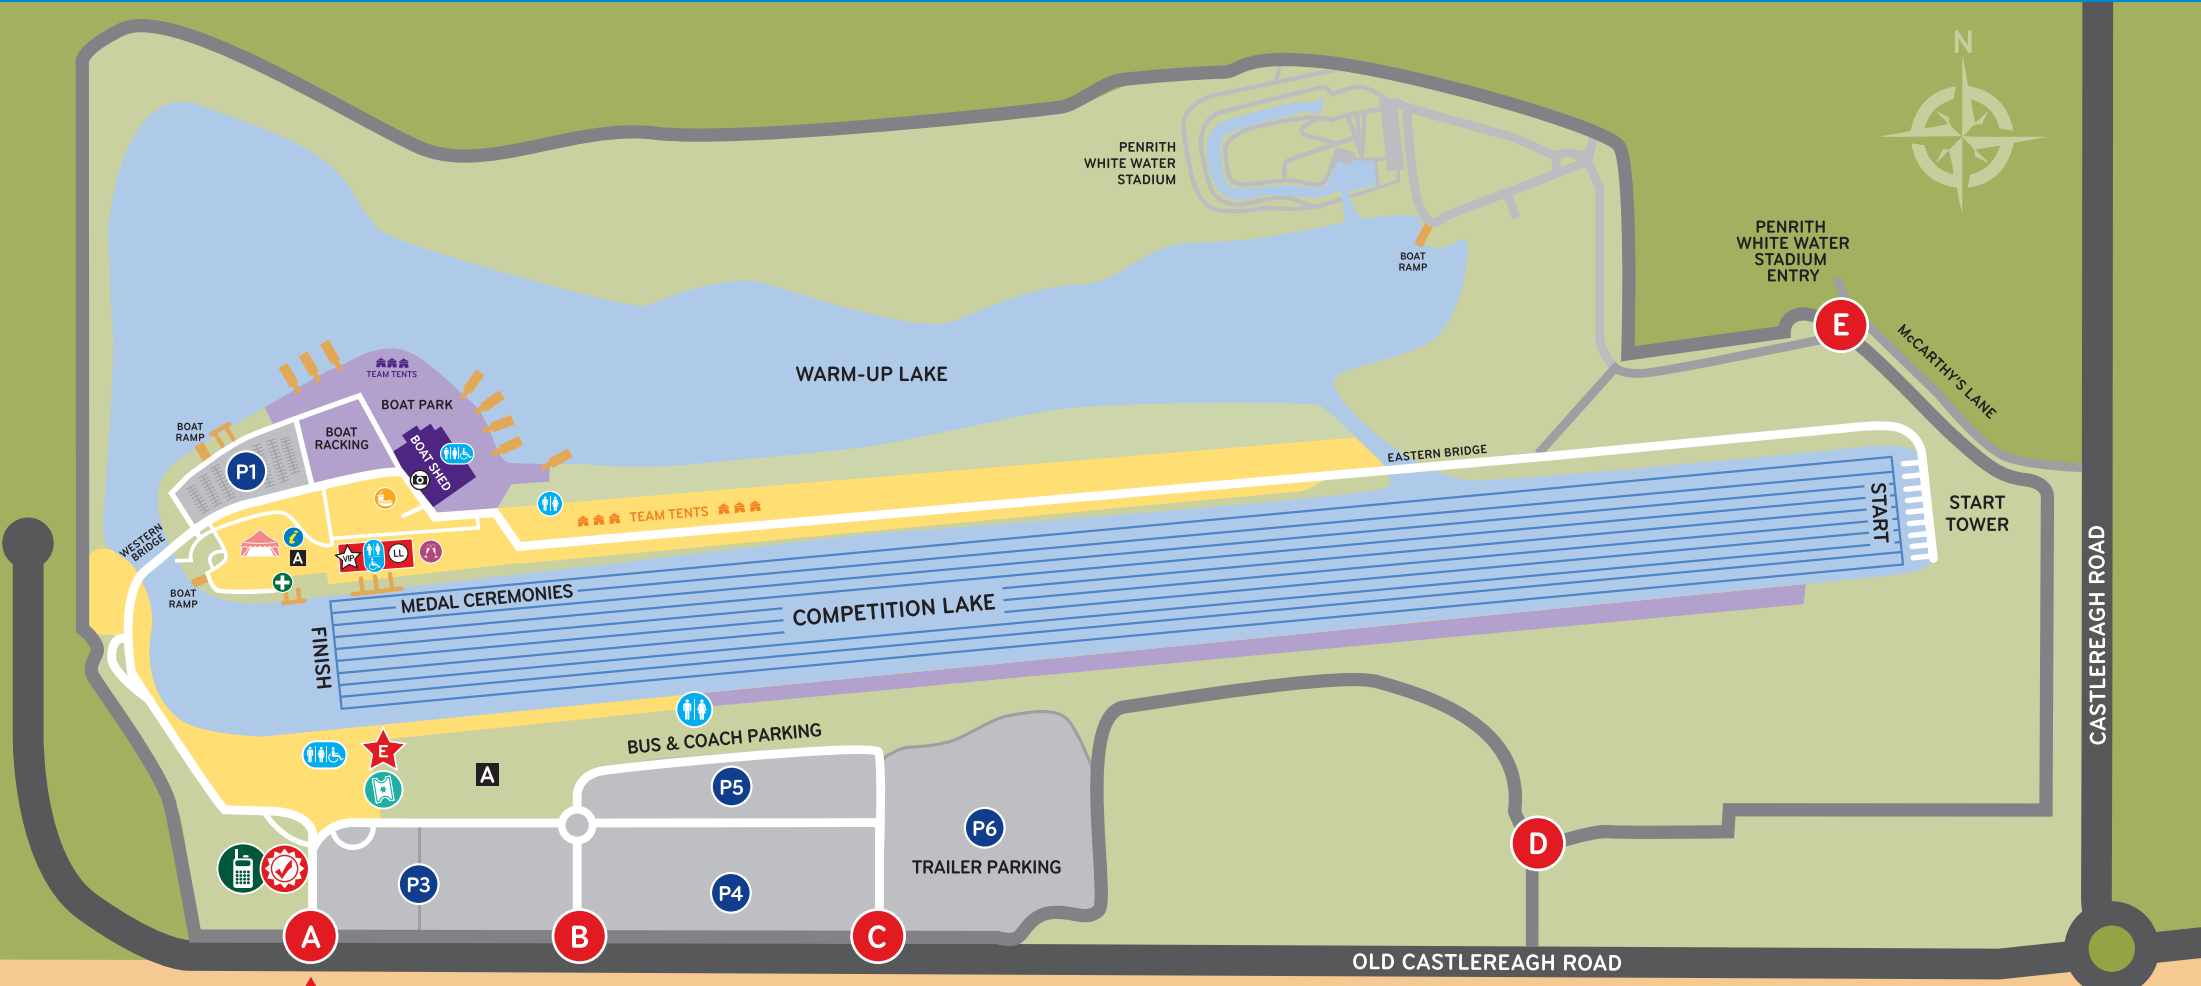 N
PENRITH
WHITE WATER
STADIUM
PENRITH
WHITE WATER
STADIUM
ENTRY
BOAT
RAMP
E
McCARTHY'S LANE
TEAM TENTS
WARM-UP LAKE
BOAT PARK
BOAT
RAMP
BOAT
RACKING
BOAT SHED
P1
EASTERN BRIDGE
TEAM TENTS
START
START
TOWER
WESTERN
BRIDGE
i
A
VIP
LL
BOAT
RAMP
MEDAL CEREMONIES
COMPETITION LAKE
FINISH
CASTLEREAGH ROAD
E
A
BUS & COACH PARKING
P5
P6
TRAILER PARKING
P3
P4
D
A
B
C
OLD CASTLEREAGH ROAD